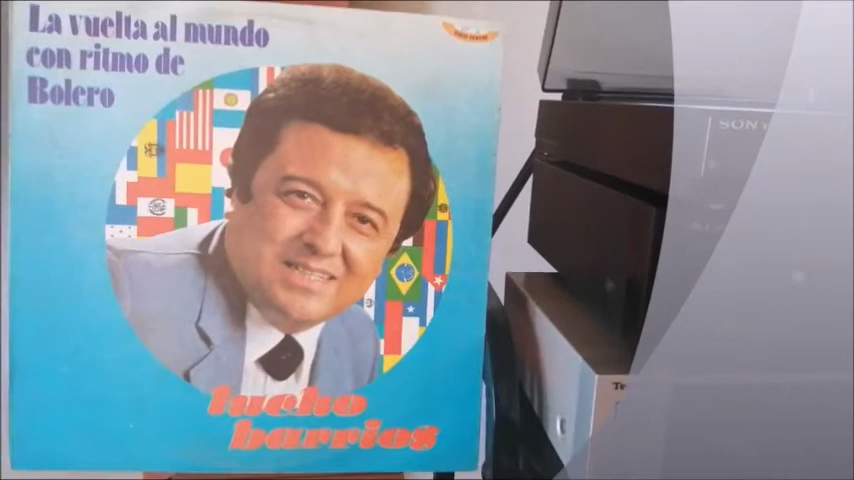 La vuelta al mundo
con ritmo de
Bolero
lucho
barrios
SONY